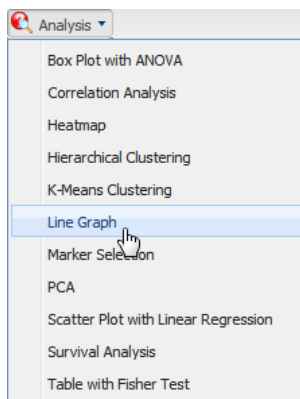 Analysis
Box Plot with ANOVA
Correlation Analysis
Heatmap
Hierarchical Clustering
K-Means Clustering
Line Graph
Marker Selection
PCA
Scatter Plot with Linear Regression
Survival Analysis
Table with Fisher Test